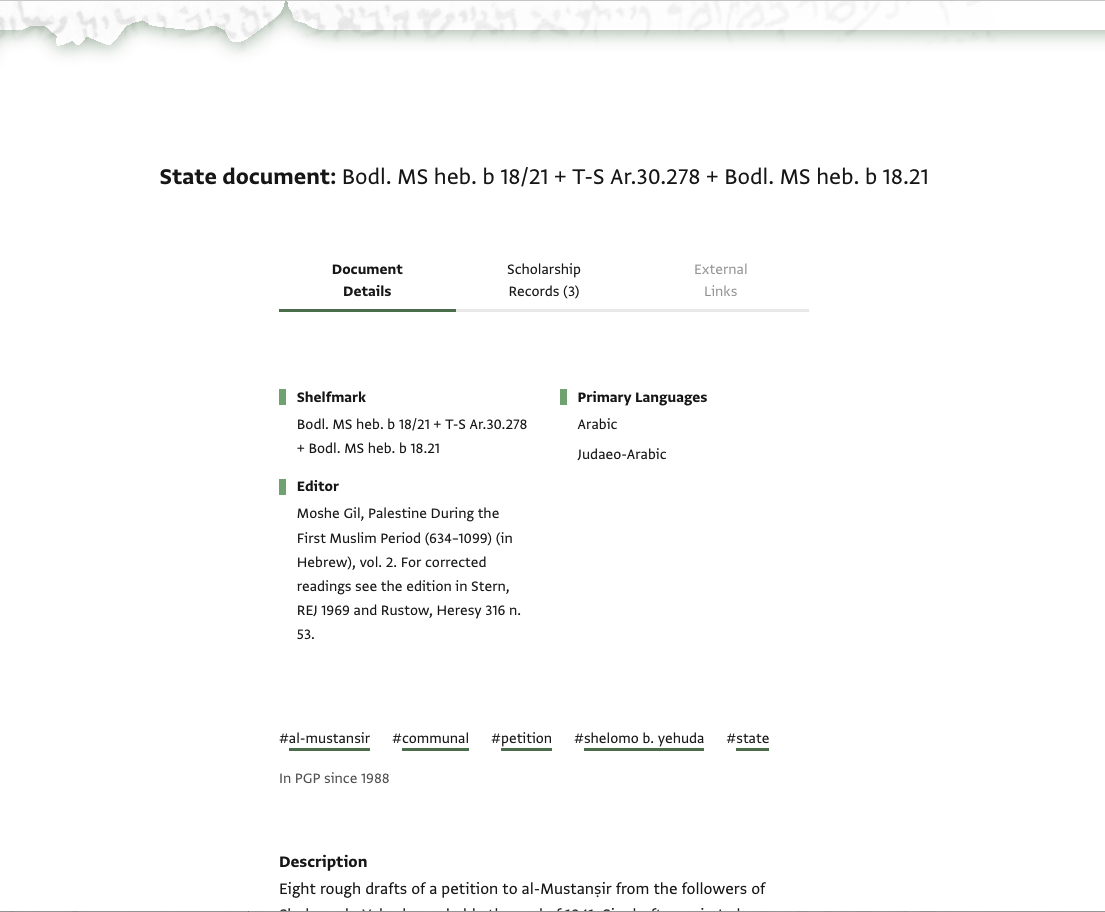 State document: Bodl. MS heb. b 18/21 + T-S Ar.30.278 + Bodl. MS heb. b 18.21
Document
Details
Scholarship
Records (3)
External
Links
Shelfmark
Bodl. MS heb. b 18/21 + T-S Ar.30.278
+ Bodl. MS heb. b 18.21
Editor
Moshe Gil, Palestine During the
First Muslim Period (634–1099) (in
Hebrew), vol. 2. For corrected
readings see the edition in Stern,
REJ 1969 and Rustow, Heresy 316 n.
53.
Primary Languages
Arabic
Judaeo-Arabic
#al-mustansir #communal #petition #shelomo b. yehuda #state
In PGP since 1988
Description
Eight rough drafts of a petition to al-Mustanṣir from the followers of